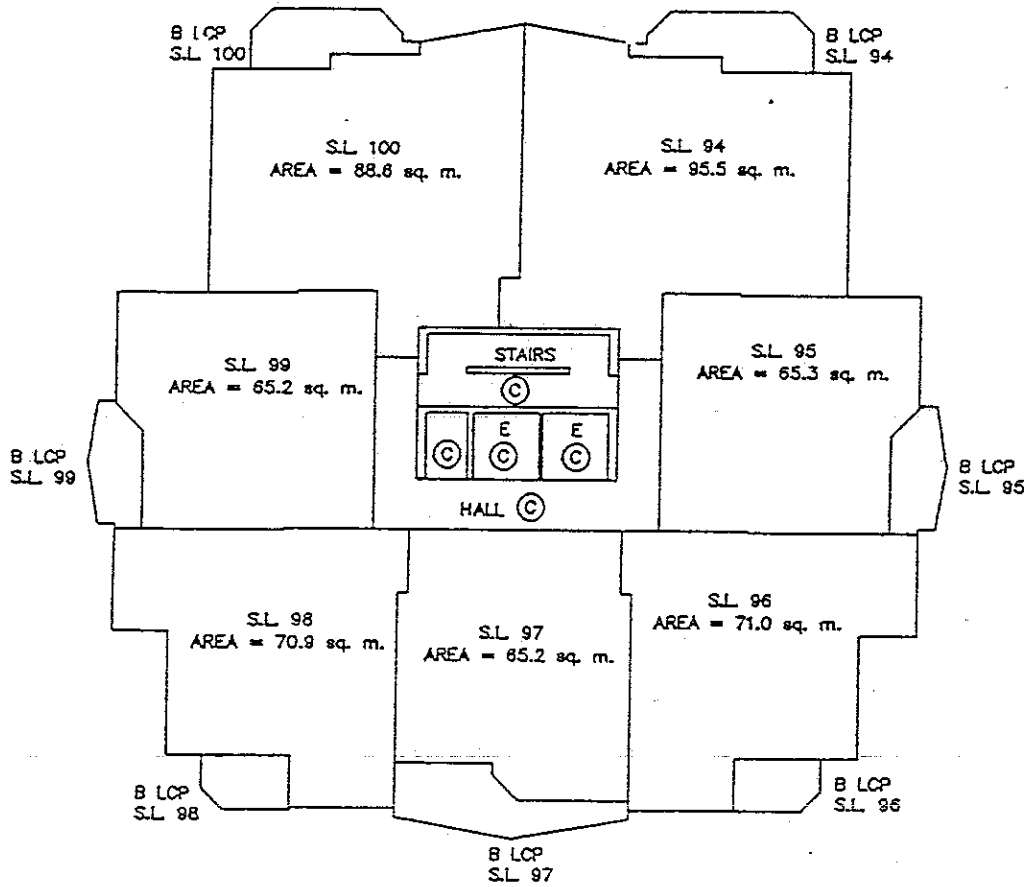 B LCP
S.L. 100
B LCP
S.L. 94
S.L. 100
AREA = 88.6 sq. m.
S.L. 94
AREA = 95.5 sq. m.
S.L. 99
AREA = 65.2 sq. m.
STAIRS
C
S.L. 95
AREA = 65.3 sq. m.
E
E
C
C
C
B LCP
S.L. 99
B LCP
S.L. 95
HALL C
S.L. 98
AREA = 70.9 sq. m.
S.L. 97
AREA = 65.2 sq. m.
S.L. 96
AREA = 71.0 sq. m.
B LCP
S.L. 98
B LCP
S.L. 96
B LCP
S.L. 97